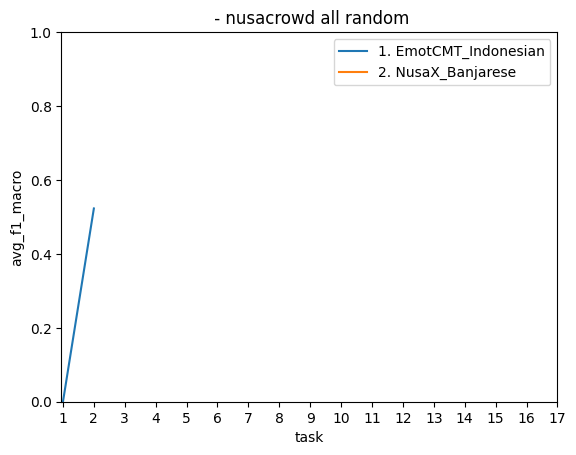 - nusacrowd all random
1. EmotCMT_Indonesian
2. NusaX_Banjarese
avg_f1_macro
1.0
0.8
0.6
0.4
0.2
0.0
1 2 3 4 5 6 7 8 9 10 11 12 13 14 15 16 17
task